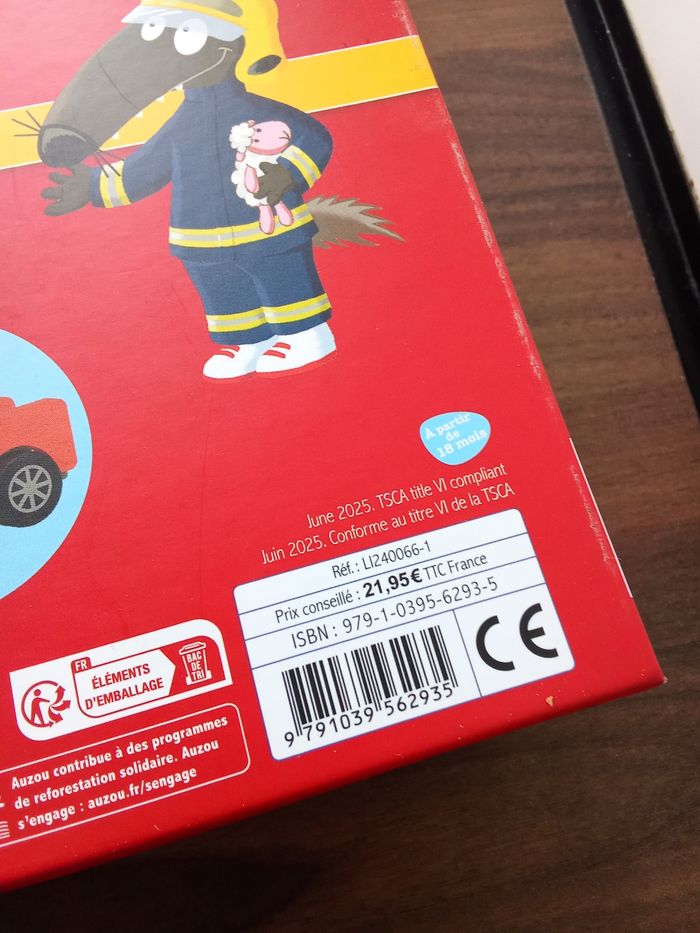 À partir
de
18 mois
June 2025. TSCA title VI compliant
Juin 2025. Conforme au titre VI de la TSCA
Réf.: LI240066-1
Prix conseillé : 21,95€ TTC France
ISBN : 979-1-0395-6293-5
CE
9 791039 562935
FR
ÉLÉMENTS
D'EMBALLAGE
BAC
DE
TRI
Auzou contribue à des programmes
de reforestation solidaire. Auzou
s'engage : auzou.fr/sengage